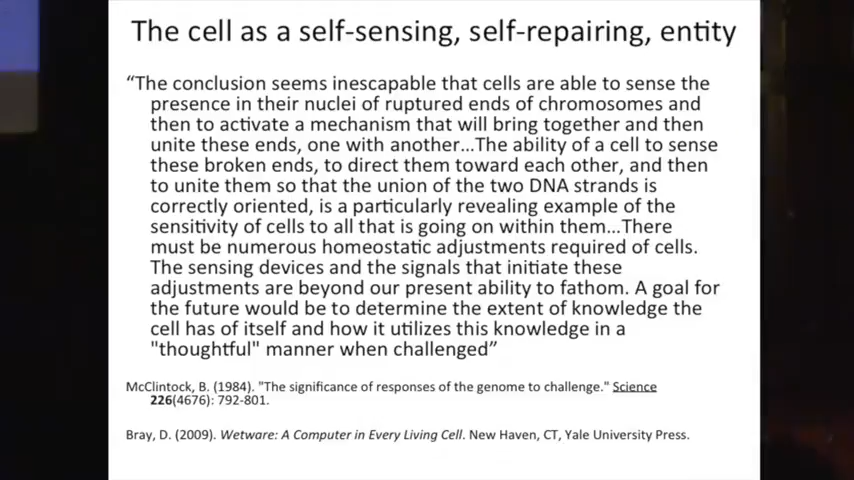 The cell as a self-sensing, self-repairing, entity
“The conclusion seems inescapable that cells are able to sense the
presence in their nuclei of ruptured ends of chromosomes and
then to activate a mechanism that will bring together and then
unite these ends, one with another…The ability of a cell to sense
these broken ends, to direct them toward each other, and then
to unite them so that the union of the two DNA strands is
correctly oriented, is a particularly revealing example of the
sensitivity of cells to all that is going on within them…There
must be numerous homeostatic adjustments required of cells.
The sensing devices and the signals that initiate these
adjustments are beyond our present ability to fathom. A goal for
the future would be to determine the extent of knowledge the
cell has of itself and how it utilizes this knowledge in a
"thoughtful" manner when challenged”
McClintock, B. (1984). "The significance of responses of the genome to challenge." Science
226(4676): 792-801.
Bray, D. (2009). Wetware: A Computer in Every Living Cell. New Haven, CT, Yale University Press.